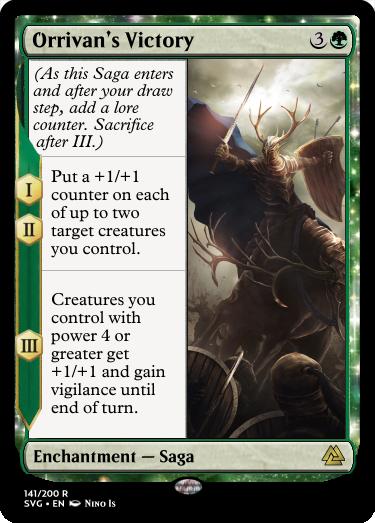 Orrivan's Victory 3
(As this Saga enters
and after your draw
step, add a lore
counter. Sacrifice
after III.)
I
II
Put a +1/+1
counter on each
of up to two
target creatures
you control.
III
Creatures you
control with
power 4 or
greater get
+1/+1 and gain
vigilance until
end of turn.
Enchantment — Saga
141/200 R
SVG • EN Nino Is